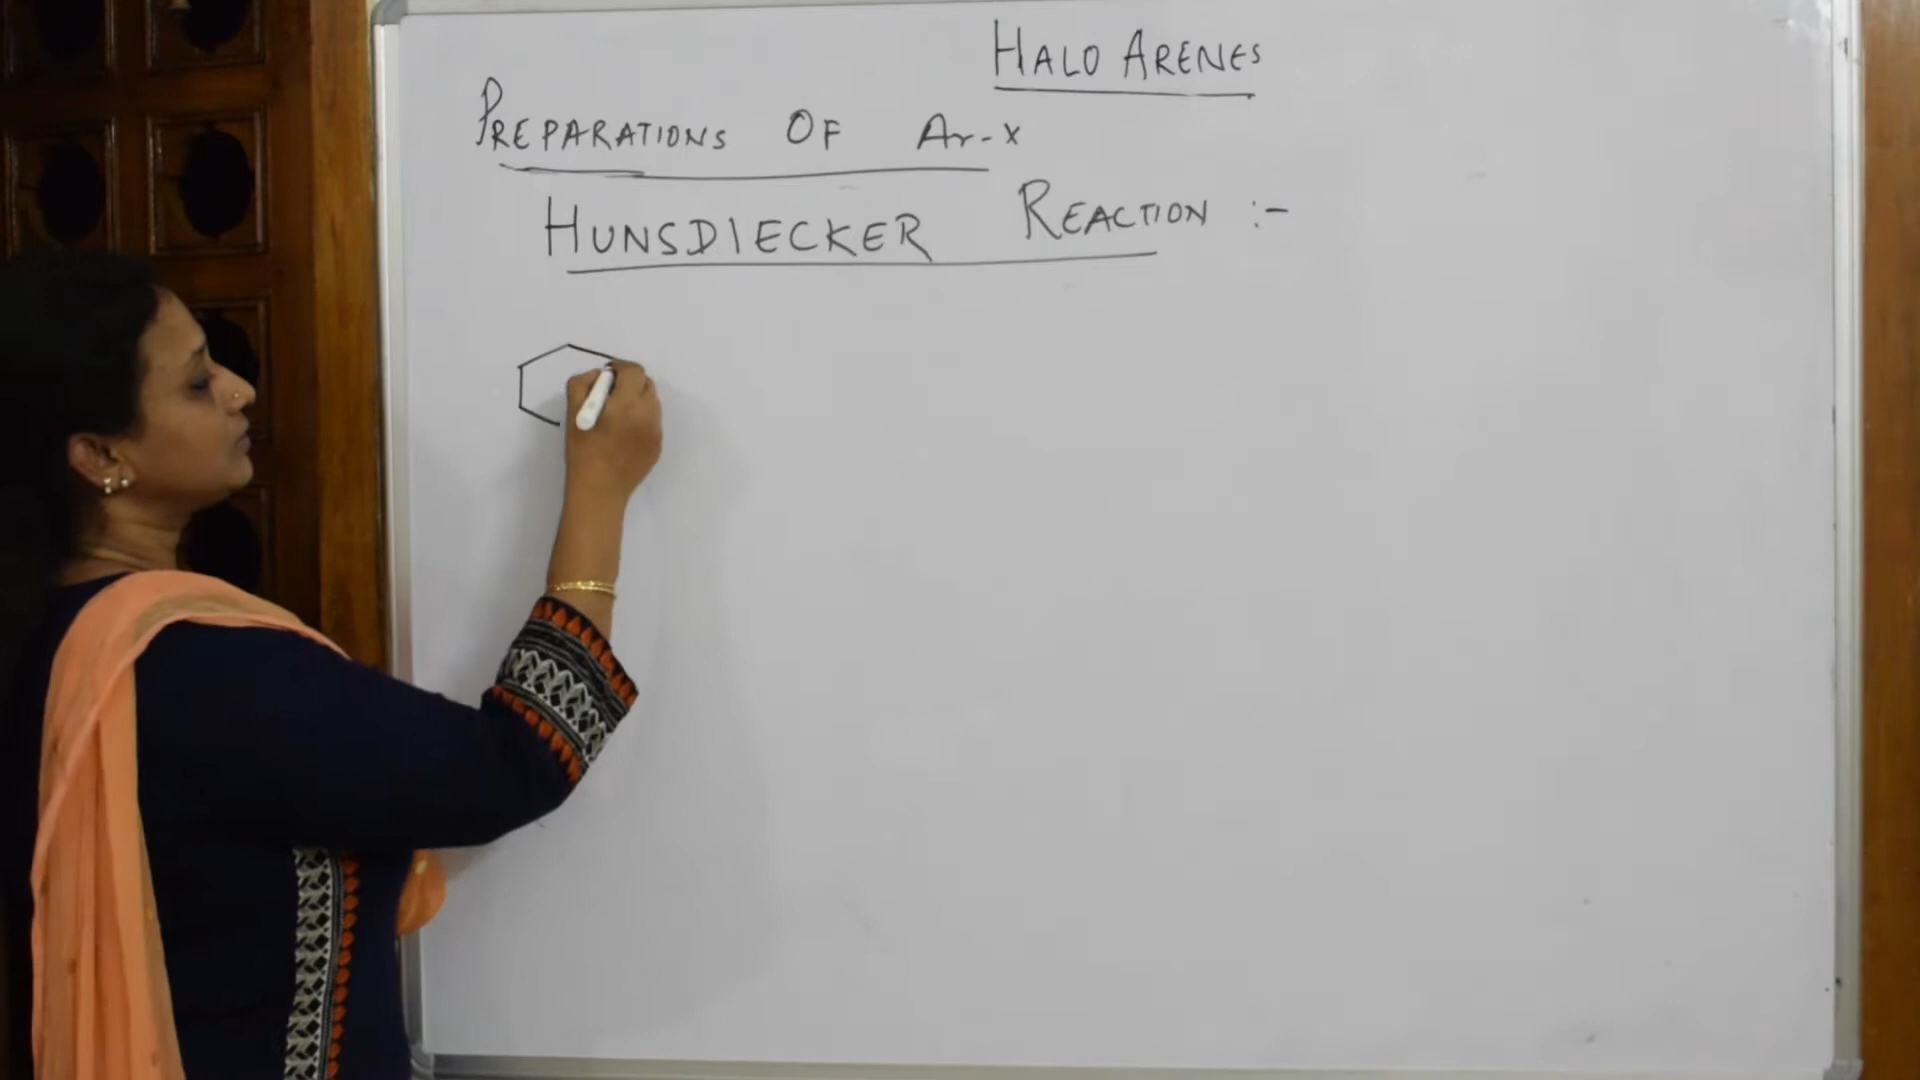 HALO ARENES
PREPARATIONS OF Ar-X
HUNSDIECKER REACTION :-